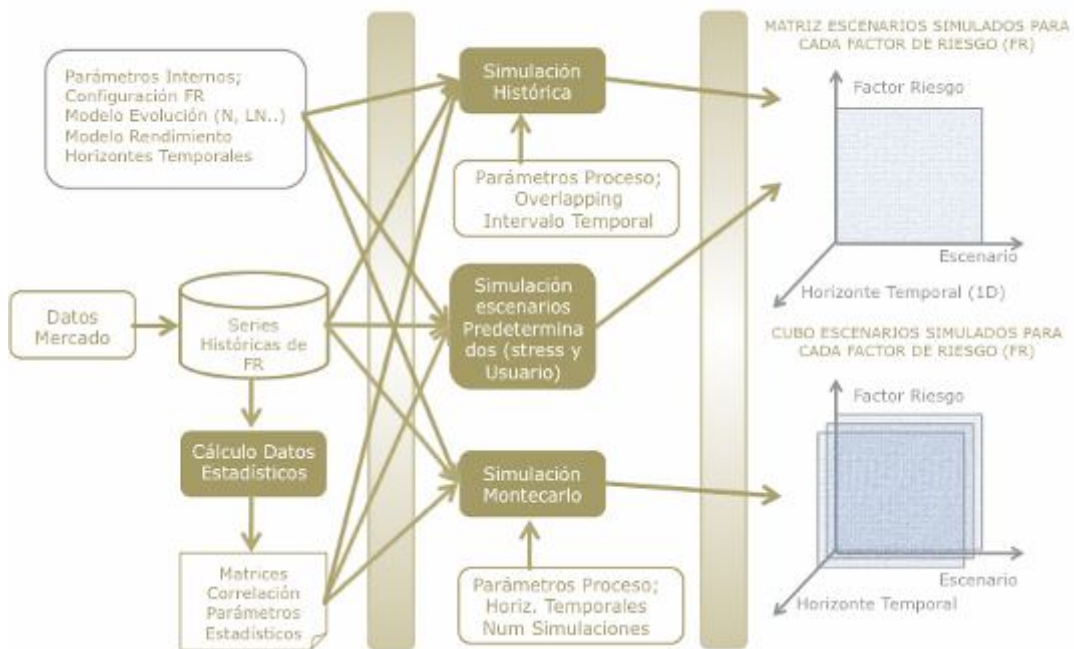 Parámetros Internos;
Configuración FR
Modelo Evolución (N, LN..)
Modelo Rendimiento
Horizontes Temporales
Datos
Mercado
Series
Históricas de
FR
Cálculo Datos
Estadísticos
Matrices
Correlación
Parámetros
Estadísticos
Simulación
Histórica
Parámetros Proceso;
Overlapping
Intervalo Temporal
Simulación
escenarios
Predetermina
dos (stress y
Usuario)
Simulación
Montecarlo
Parámetros Proceso;
Horiz. Temporales
Num Simulaciones
MATRIZ ESCENARIOS SIMULADOS PARA
CADA FACTOR DE RIESGO (FR)
Factor Riesgo
Escenario
Horizonte Temporal (1D)
CUBO ESCENARIOS SIMULADOS PARA
CADA FACTOR DE RIESGO (FR)
Factor Riesgo
Escenario
Horizonte Temporal